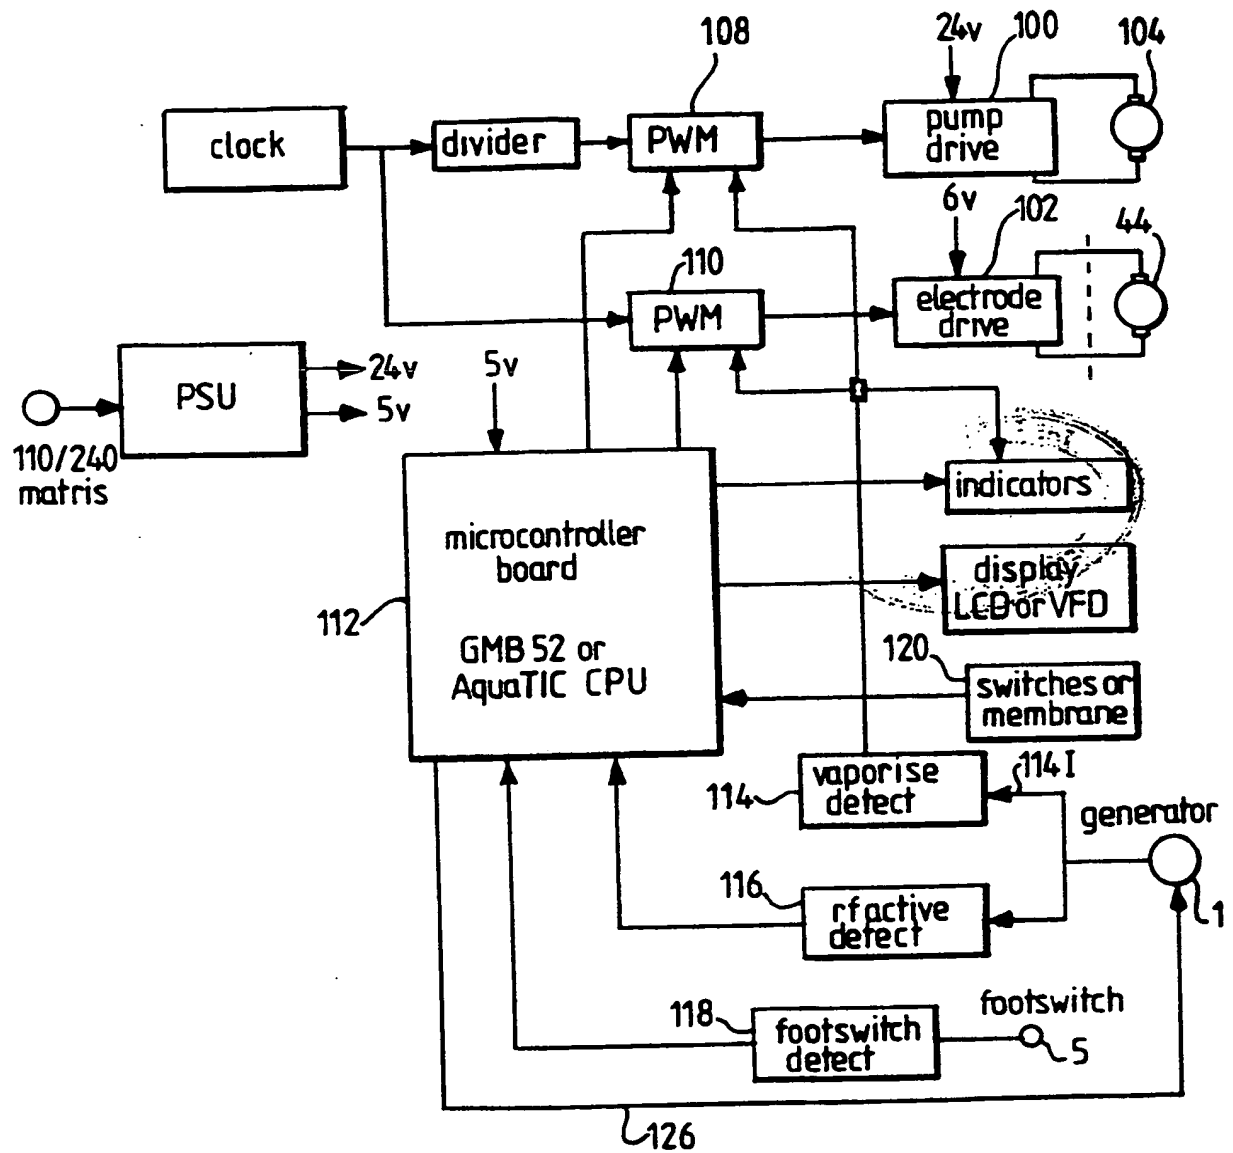 108
24v
100
104
clock
divider
PWM
pump
drive
6v
102
44
110
PWM
electrode
drive
PSU
24v
5v
5v
110/240
matris
indicators
microcontroller
board
display
LCD or VFD
112
GMB 52 or
AquaTIC CPU
120
switches or
membrane
114
vaporise
detect
114I
generator
116
rf active
detect
1
118
footswitch
detect
footswitch
5
126